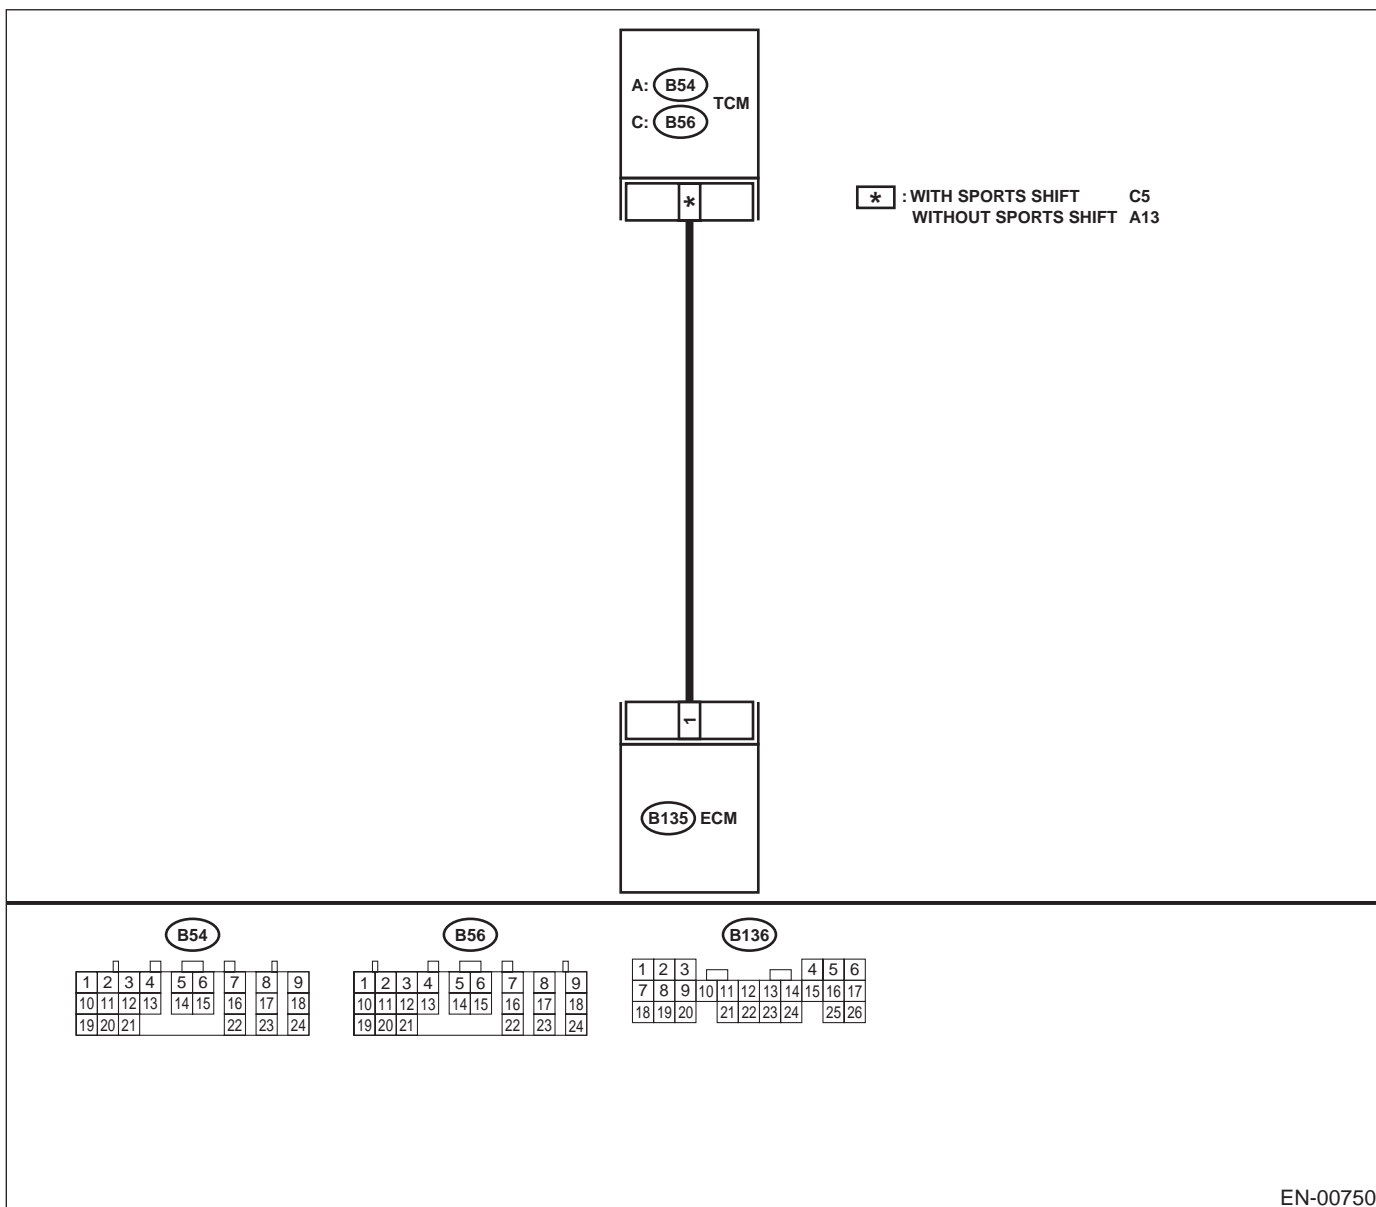 A: B54
TCM
C: B56
*
* : WITH SPORTS SHIFT C5
WITHOUT SPORTS SHIFT A13
1
B135 ECM
B54
1 2 3 4 5 6 7 8 9
10 11 12 13 14 15 16 17 18
19 20 21 22 23 24
B56
1 2 3 4 5 6 7 8 9
10 11 12 13 14 15 16 17 18
19 20 21 22 23 24
B136
1 2 3 4 5 6
7 8 9 10 11 12 13 14 15 16 17
18 19 20 21 22 23 24 25 26
EN-00750